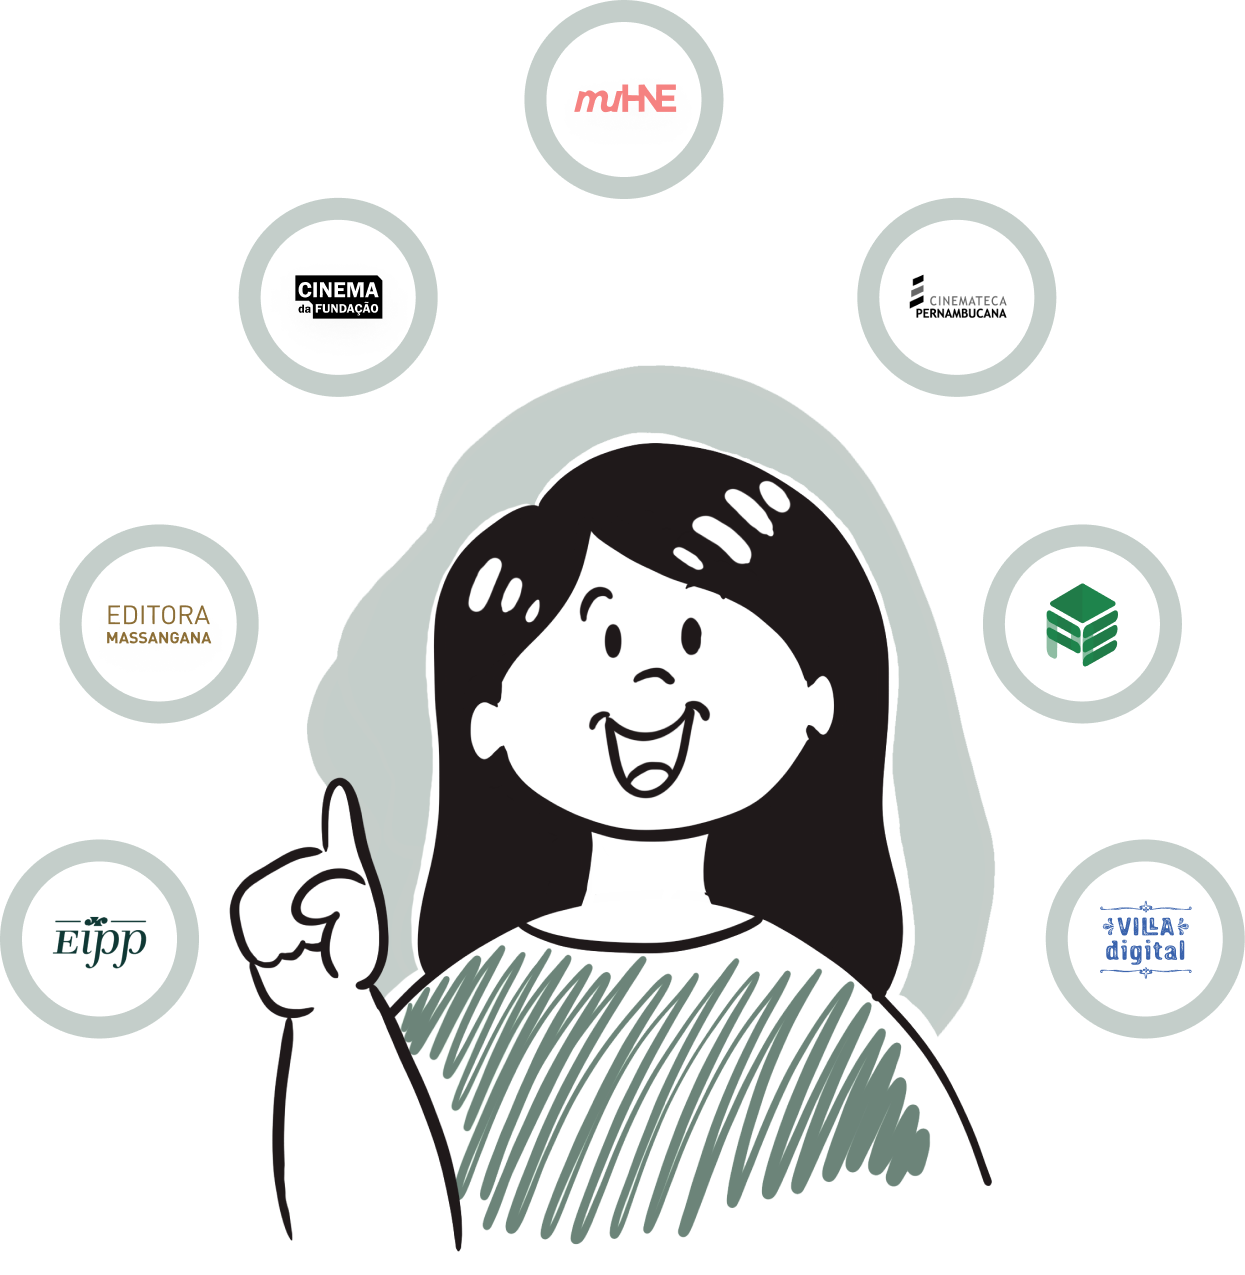 muHNE
CINEMA
da FUNDAÇÃO
CINEMATECA
PERNAMBUCANA
EDITORA
MASSANGANA
Eipp
VILLA
digital